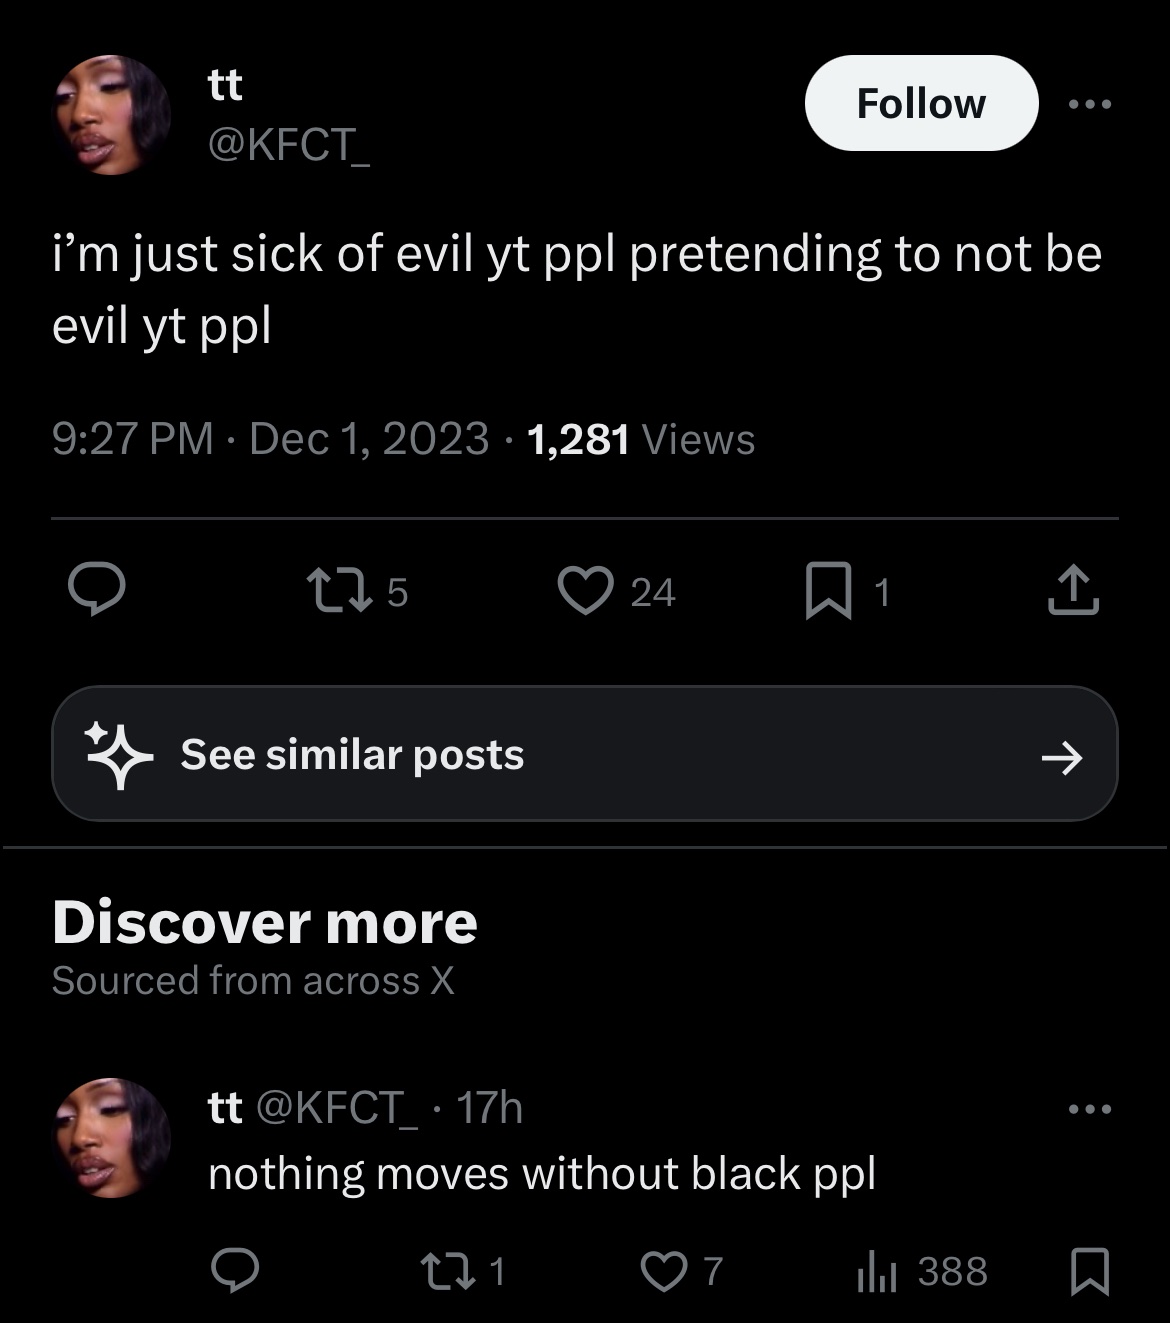 tt
@KFCT_
Follow
i’m just sick of evil yt ppl pretending to not be
evil yt ppl
9:27 PM · Dec 1, 2023 · 1,281 Views
5 24 1
See similar posts
Discover more
Sourced from across X
tt @KFCT_ · 17h
nothing moves without black ppl
1 7 388